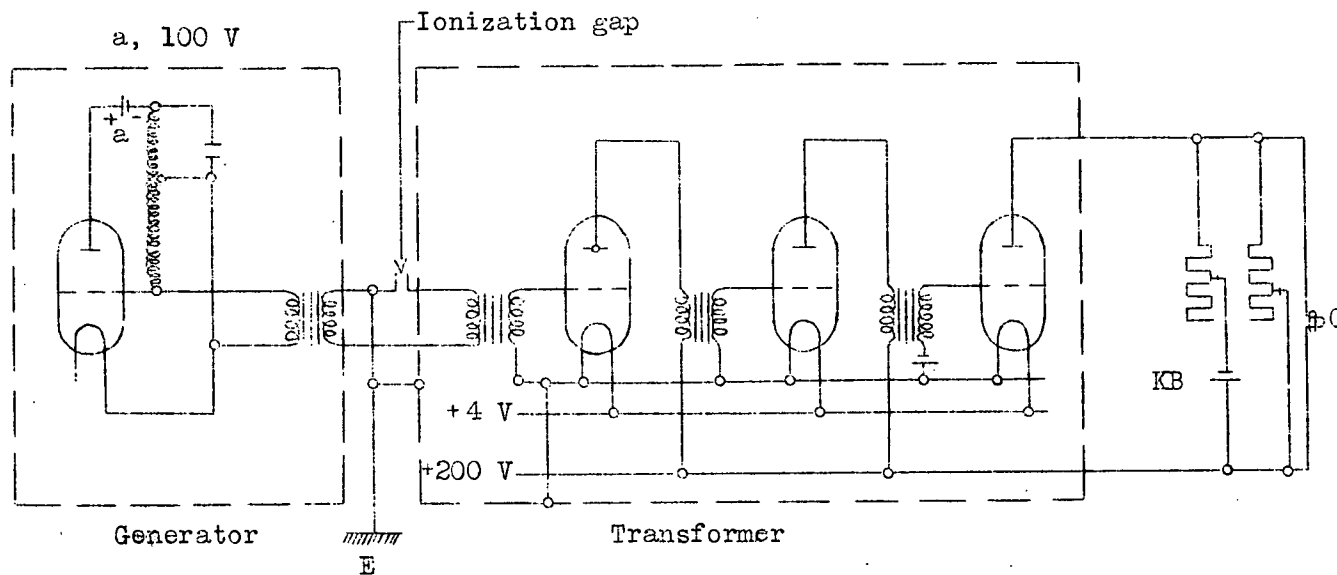 Ionization gap
a, 100 V
+ -
a
KB
O
+4 V
+200 V
Generator
Transformer
E